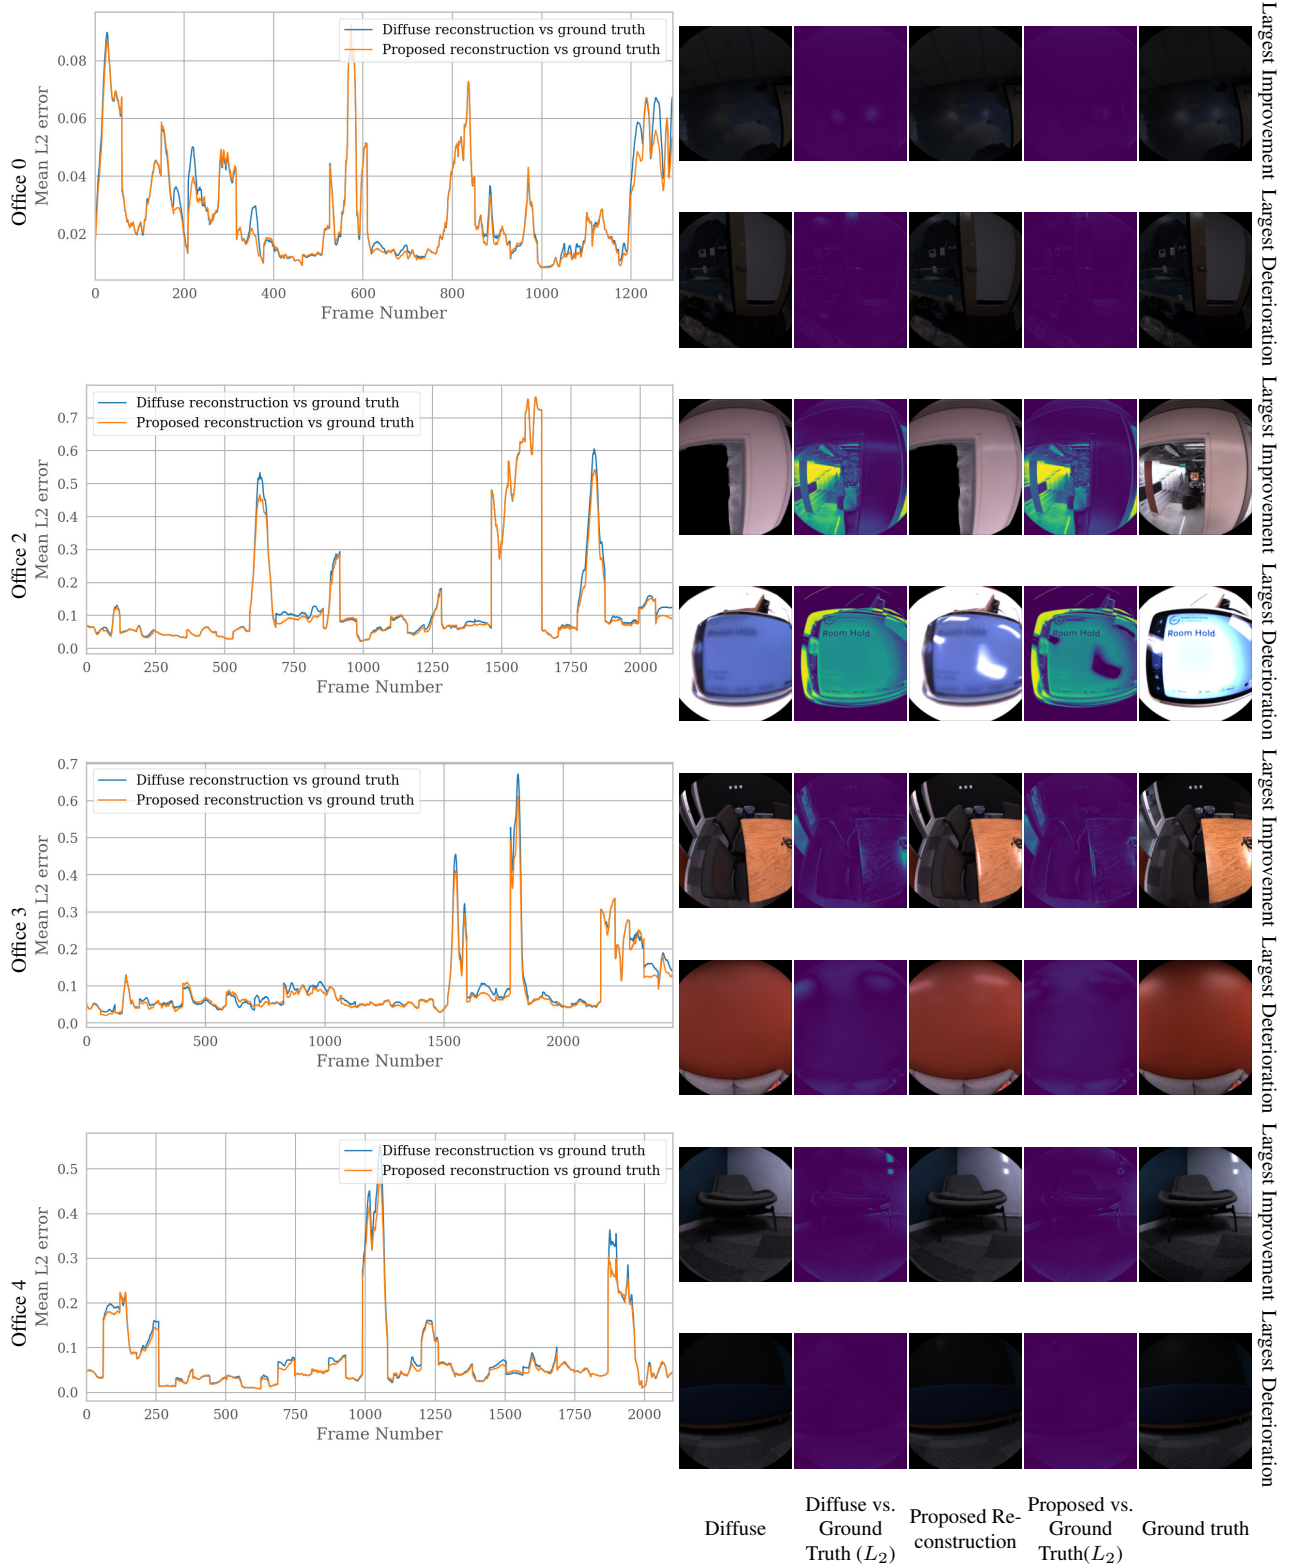 Diffuse reconstruction vs ground truth
Proposed reconstruction vs ground truth
0.08
0.06
0.04
0.02
0
200
400
600
800
1000
1200
Mean L2 error
Frame Number
Office 0
Largest Improvement
Largest Deterioration
Diffuse reconstruction vs ground truth
Proposed reconstruction vs ground truth
0.7
0.6
0.5
0.4
0.3
0.2
0.1
0.0
0
250
500
750
1000
1250
1500
1750
2000
Mean L2 error
Frame Number
Office 2
Largest Improvement
Room Hold
Room Hold
Room Hold
Room Hold
Room Hold
Largest Deterioration
Diffuse reconstruction vs ground truth
Proposed reconstruction vs ground truth
0.7
0.6
0.5
0.4
0.3
0.2
0.1
0.0
0
500
1000
1500
2000
Mean L2 error
Frame Number
Office 3
Largest Improvement
Largest Deterioration
Diffuse reconstruction vs ground truth
Proposed reconstruction vs ground truth
0.5
0.4
0.3
0.2
0.1
0.0
0
250
500
750
1000
1250
1500
1750
2000
Mean L2 error
Frame Number
Office 4
Largest Improvement
Largest Deterioration
Diffuse
Diffuse vs.
Ground
Truth (L2)
Proposed Re-
construction
Proposed vs.
Ground
Truth(L2)
Ground truth